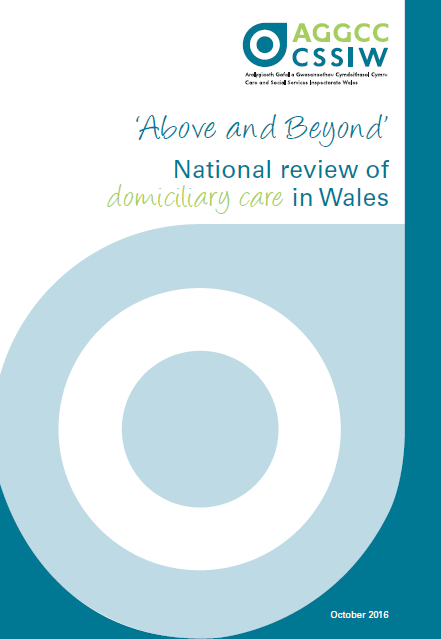 AGGCC
CSSIW
Arolygiaeth Gofal a Gwasanaethau Cymdeithasol Cymru
Care and Social Services Inspectorate Wales
‘Above and Beyond’
National review of
domiciliary care in Wales
October 2016